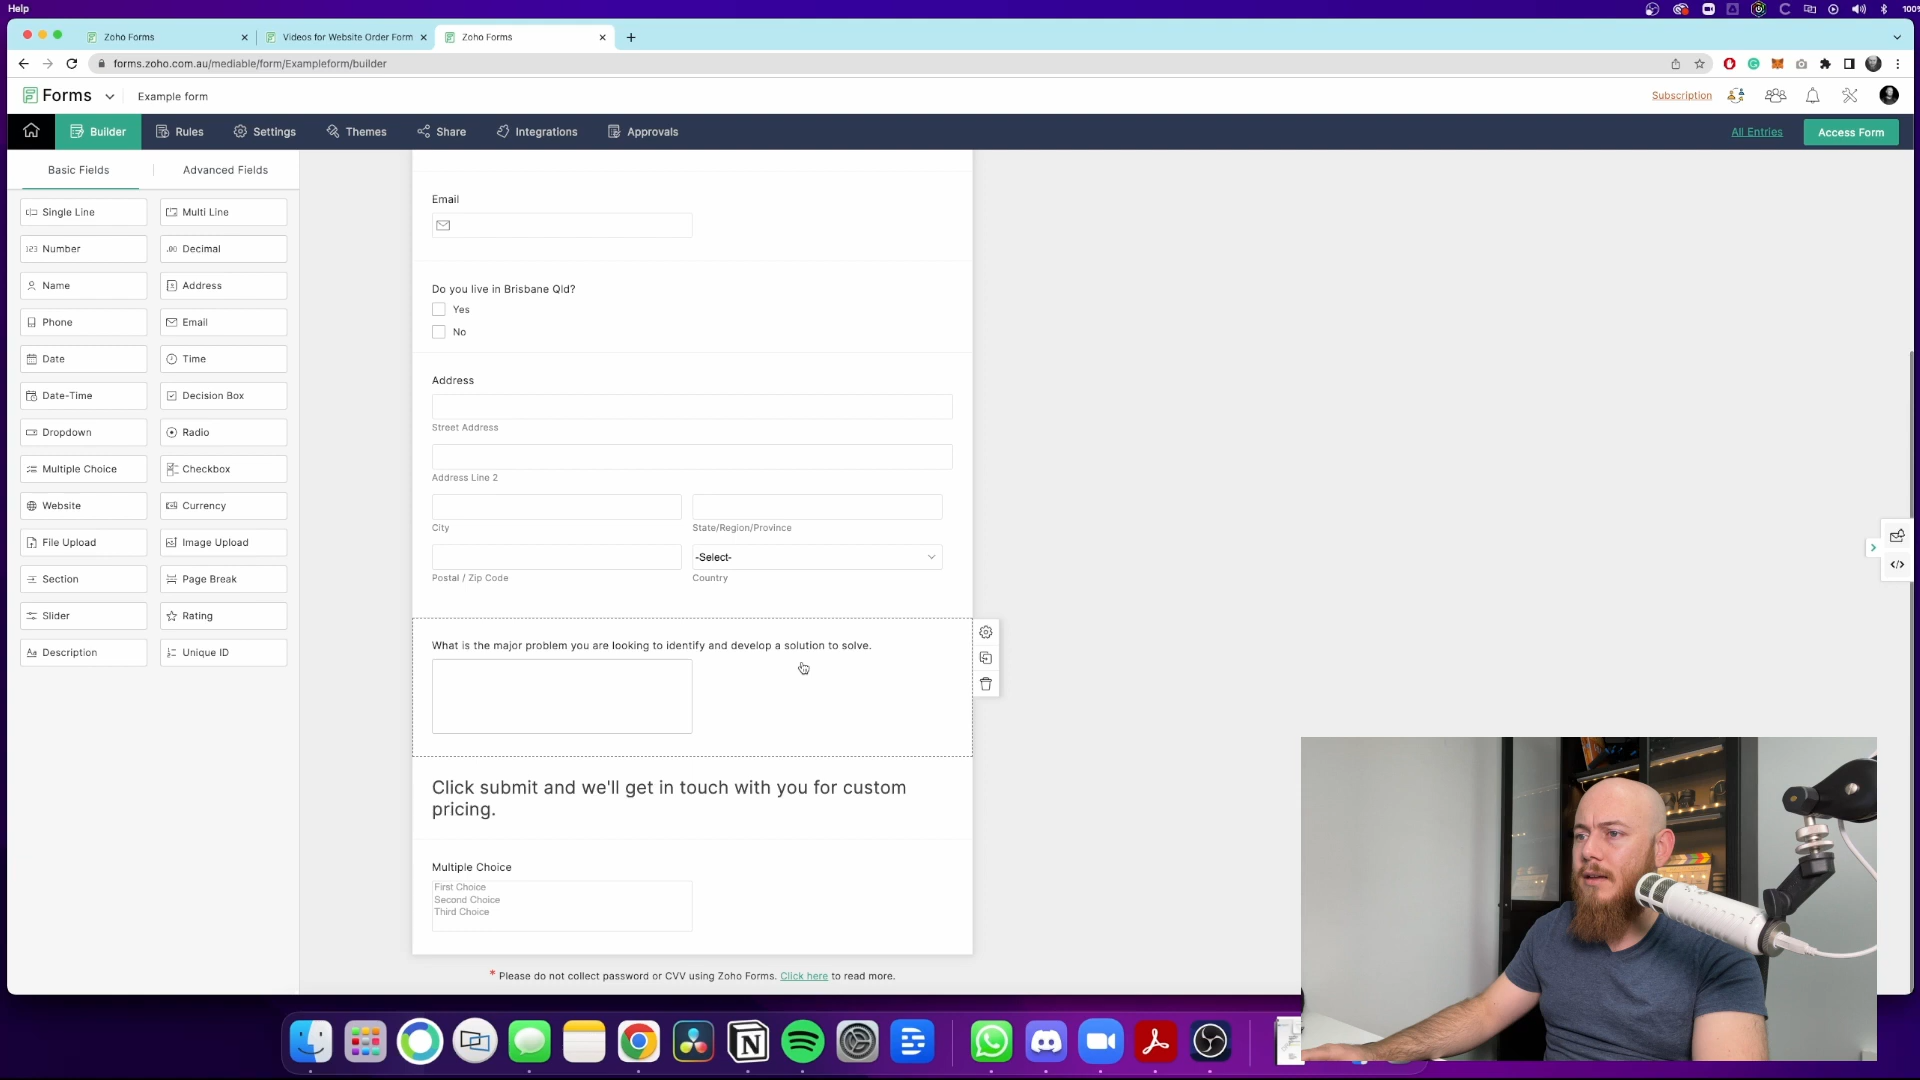 Help
100%
Zoho Forms
Videos for Website Order Form
Zoho Forms
forms.zoho.com.au/mediable/form/Exampleform/builder
Forms
Example form
Subscription
Builder
Rules
Settings
Themes
Share
Integrations
Approvals
All Entries
Access Form
Basic Fields
Advanced Fields
Single Line
Multi Line
Number
Decimal
Name
Address
Phone
Email
Date
Time
Date-Time
Decision Box
Dropdown
Radio
Multiple Choice
Checkbox
Website
Currency
File Upload
Image Upload
Section
Page Break
Slider
Rating
Description
Unique ID
Email
Do you live in Brisbane Qld?
Yes
No
Address
Street Address
Address Line 2
City
State/Region/Province
-Select-
Postal / Zip Code
Country
What is the major problem you are looking to identify and develop a solution to solve.
Click submit and we'll get in touch with you for custom
pricing.
Multiple Choice
First Choice
Second Choice
Third Choice
* Please do not collect password or CVV using Zoho Forms. Click here to read more.